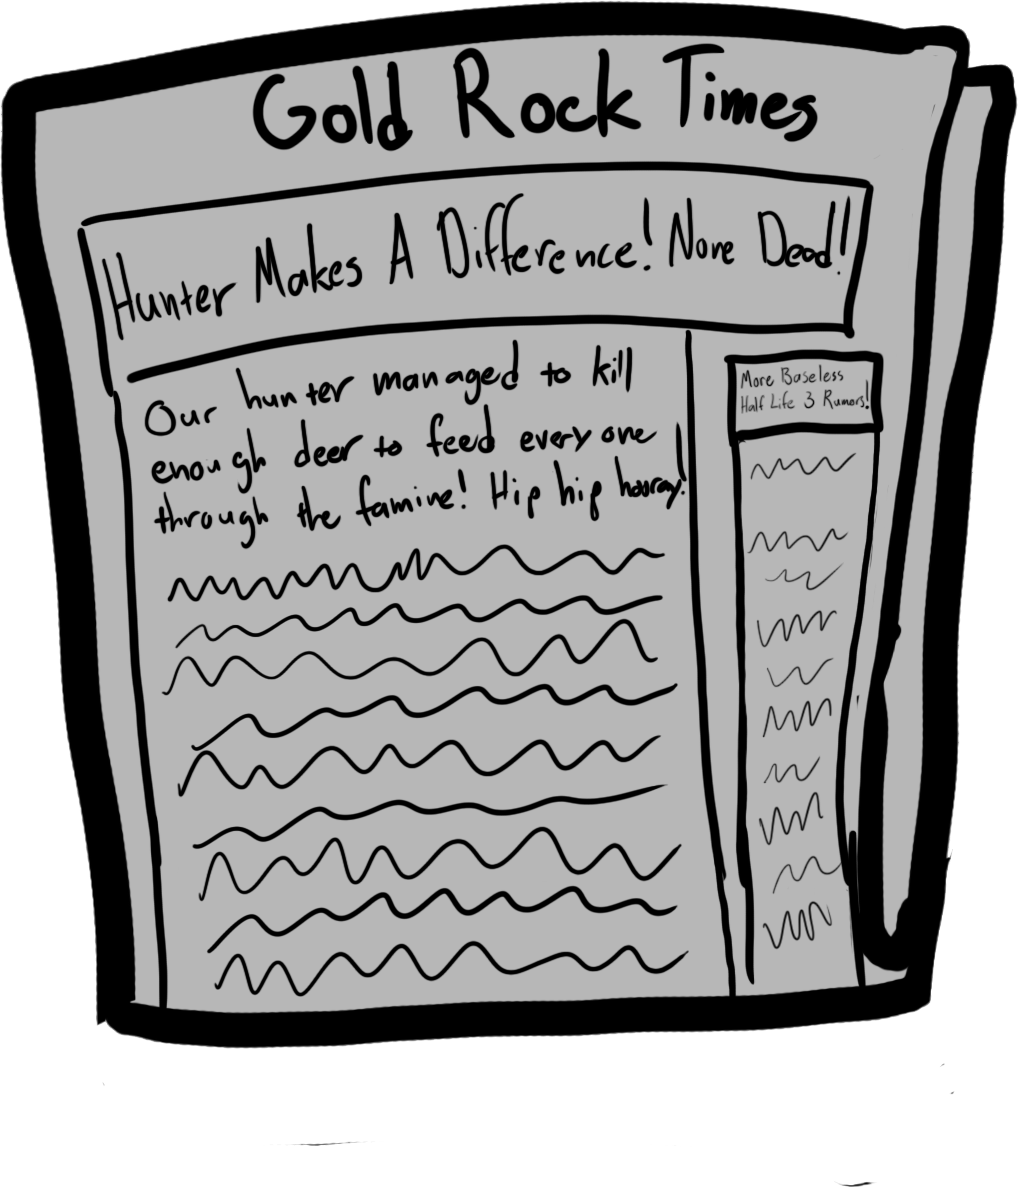 Gold Rock Times
Hunter Makes A Difference! None Dead!
Our hunter managed to kill
enough deer to feed everyone
through the famine! Hip hip hooray!
More Baseless
Half Life 3 Rumors!